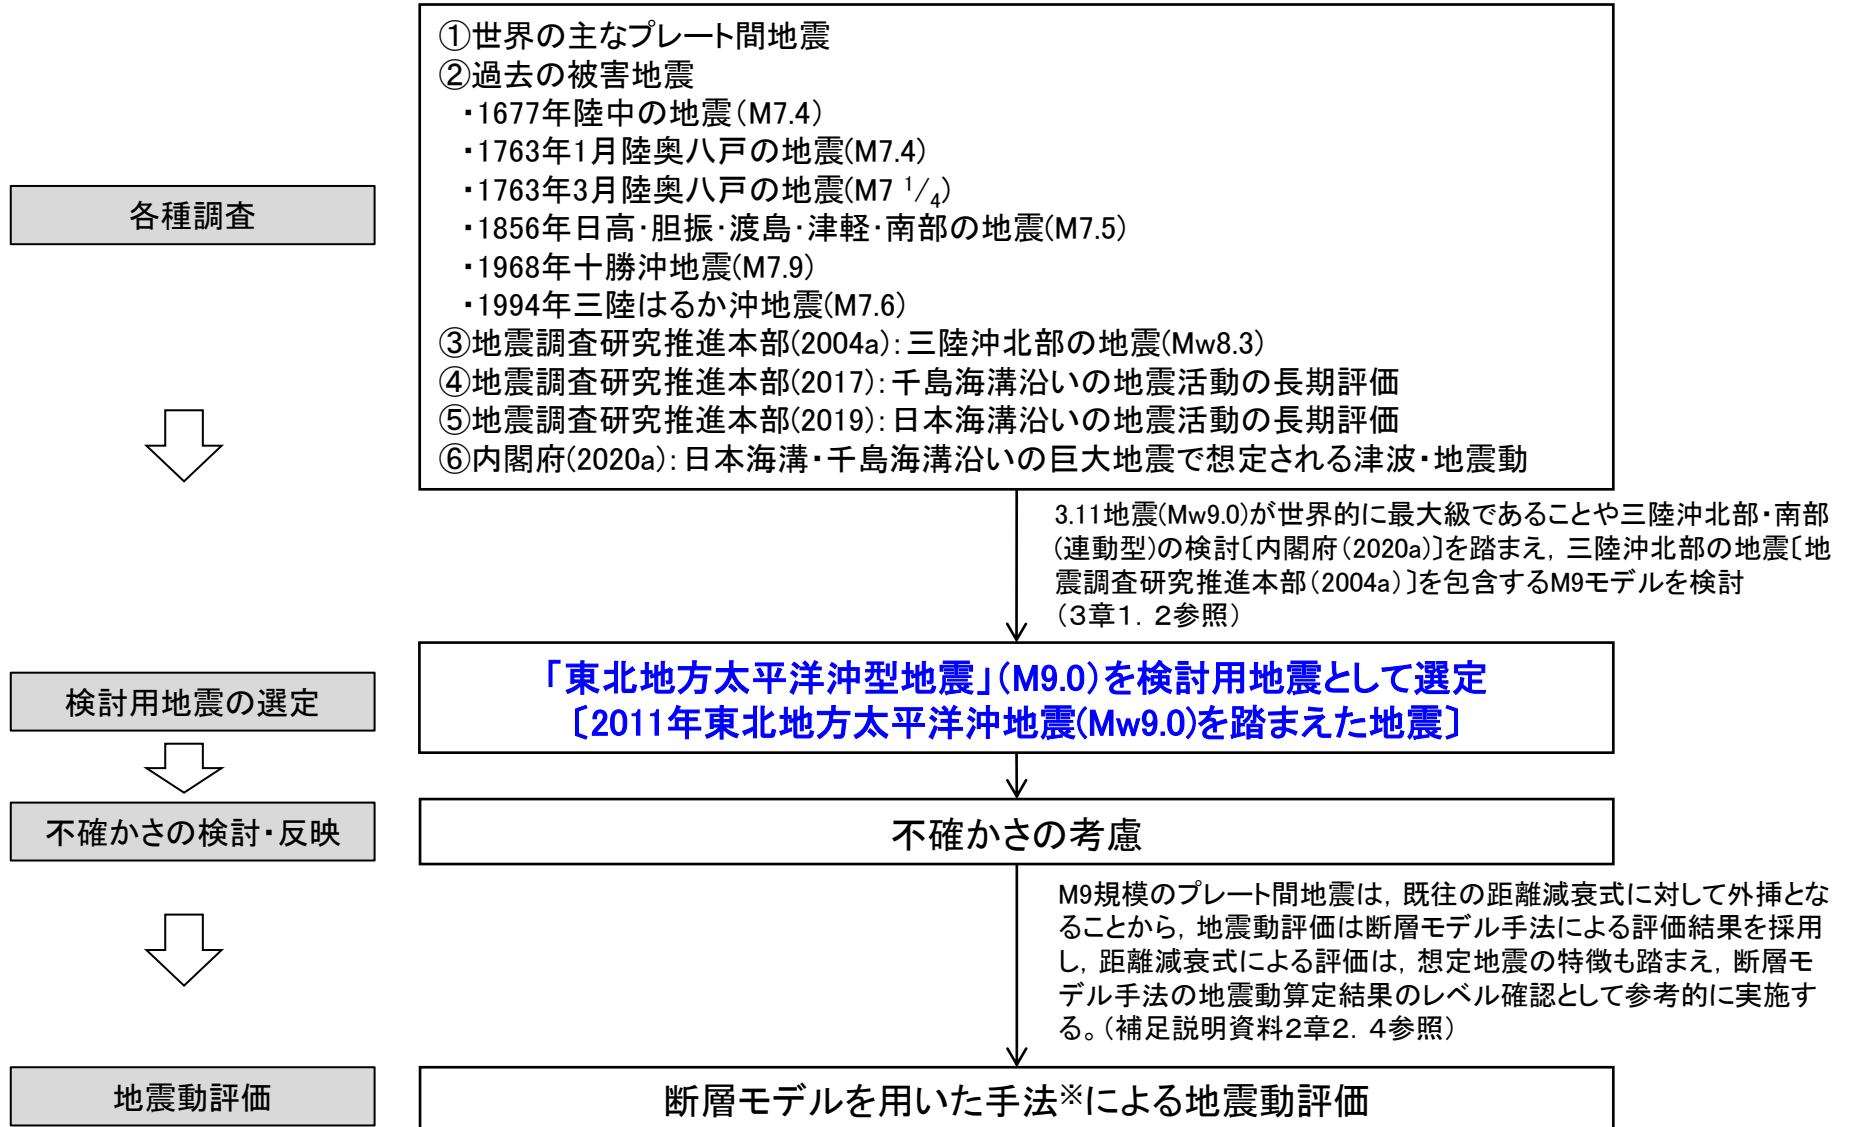 ①世界の主なプレート間地震
②過去の被害地震
・1677年陸中の地震（M7.4）
・1763年1月陸奥八戸の地震(M7.4)
・1763年3月陸奥八戸の地震(M7 1/4)
・1856年日高・胆振・渡島・津軽・南部の地震(M7.5)
・1968年十勝沖地震(M7.9)
・1994年三陸はるか沖地震(M7.6)
③地震調査研究推進本部(2004a)：三陸沖北部の地震(Mw8.3)
④地震調査研究推進本部(2017)：千島海溝沿いの地震活動の長期評価
⑤地震調査研究推進本部(2019)：日本海溝沿いの地震活動の長期評価
⑥内閣府(2020a)：日本海溝・千島海溝沿いの巨大地震で想定される津波・地震動
各種調査
3.11地震(Mw9.0)が世界的に最大級であることや三陸沖北部・南部
(連動型)の検討〔内閣府(2020a)〕を踏まえ，三陸沖北部の地震〔地
震調査研究推進本部（2004a）〕を包含するM9モデルを検討
（３章１．２参照）
検討用地震の選定
「東北地方太平洋沖型地震」（M9.0）を検討用地震として選定
〔2011年東北地方太平洋沖地震(Mw9.0)を踏まえた地震〕
不確かさの検討・反映
不確かさの考慮
M9規模のプレート間地震は，既往の距離減衰式に対して外挿とな
ることから，地震動評価は断層モデル手法による評価結果を採用
し，距離減衰式による評価は，想定地震の特徴も踏まえ，断層モ
デル手法の地震動算定結果のレベル確認として参考的に実施す
る。（補足説明資料２章２．４参照）
地震動評価
断層モデルを用いた手法※による地震動評価